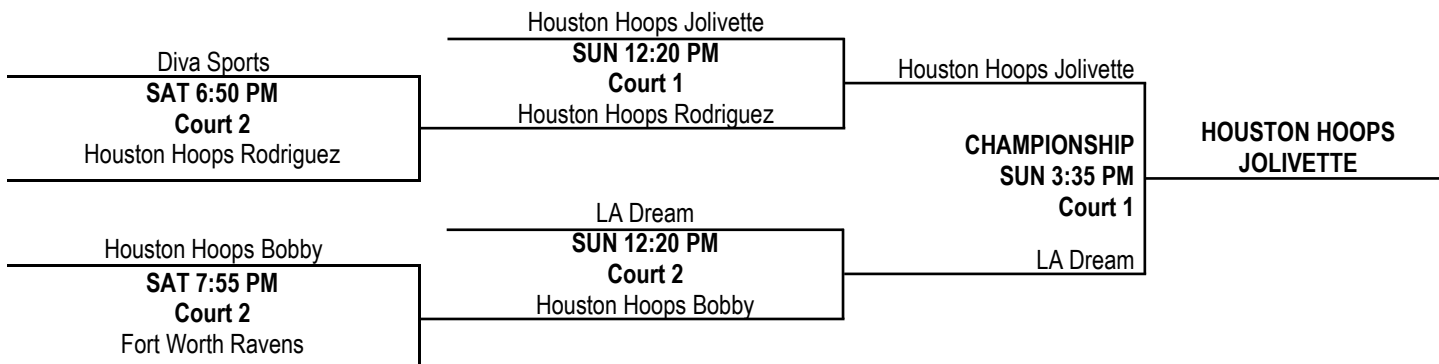 Diva Sports
SAT 6:50 PM
Court 2
Houston Hoops Rodriguez
Houston Hoops Bobby
SAT 7:55 PM
Court 2
Fort Worth Ravens
Houston Hoops Jolivette
SUN 12:20 PM
Court 1
Houston Hoops Rodriguez
LA Dream
SUN 12:20 PM
Court 2
Houston Hoops Bobby
Houston Hoops Jolivette
CHAMPIONSHIP
SUN 3:35 PM
Court 1
LA Dream
HOUSTON HOOPS
JOLIVETTE